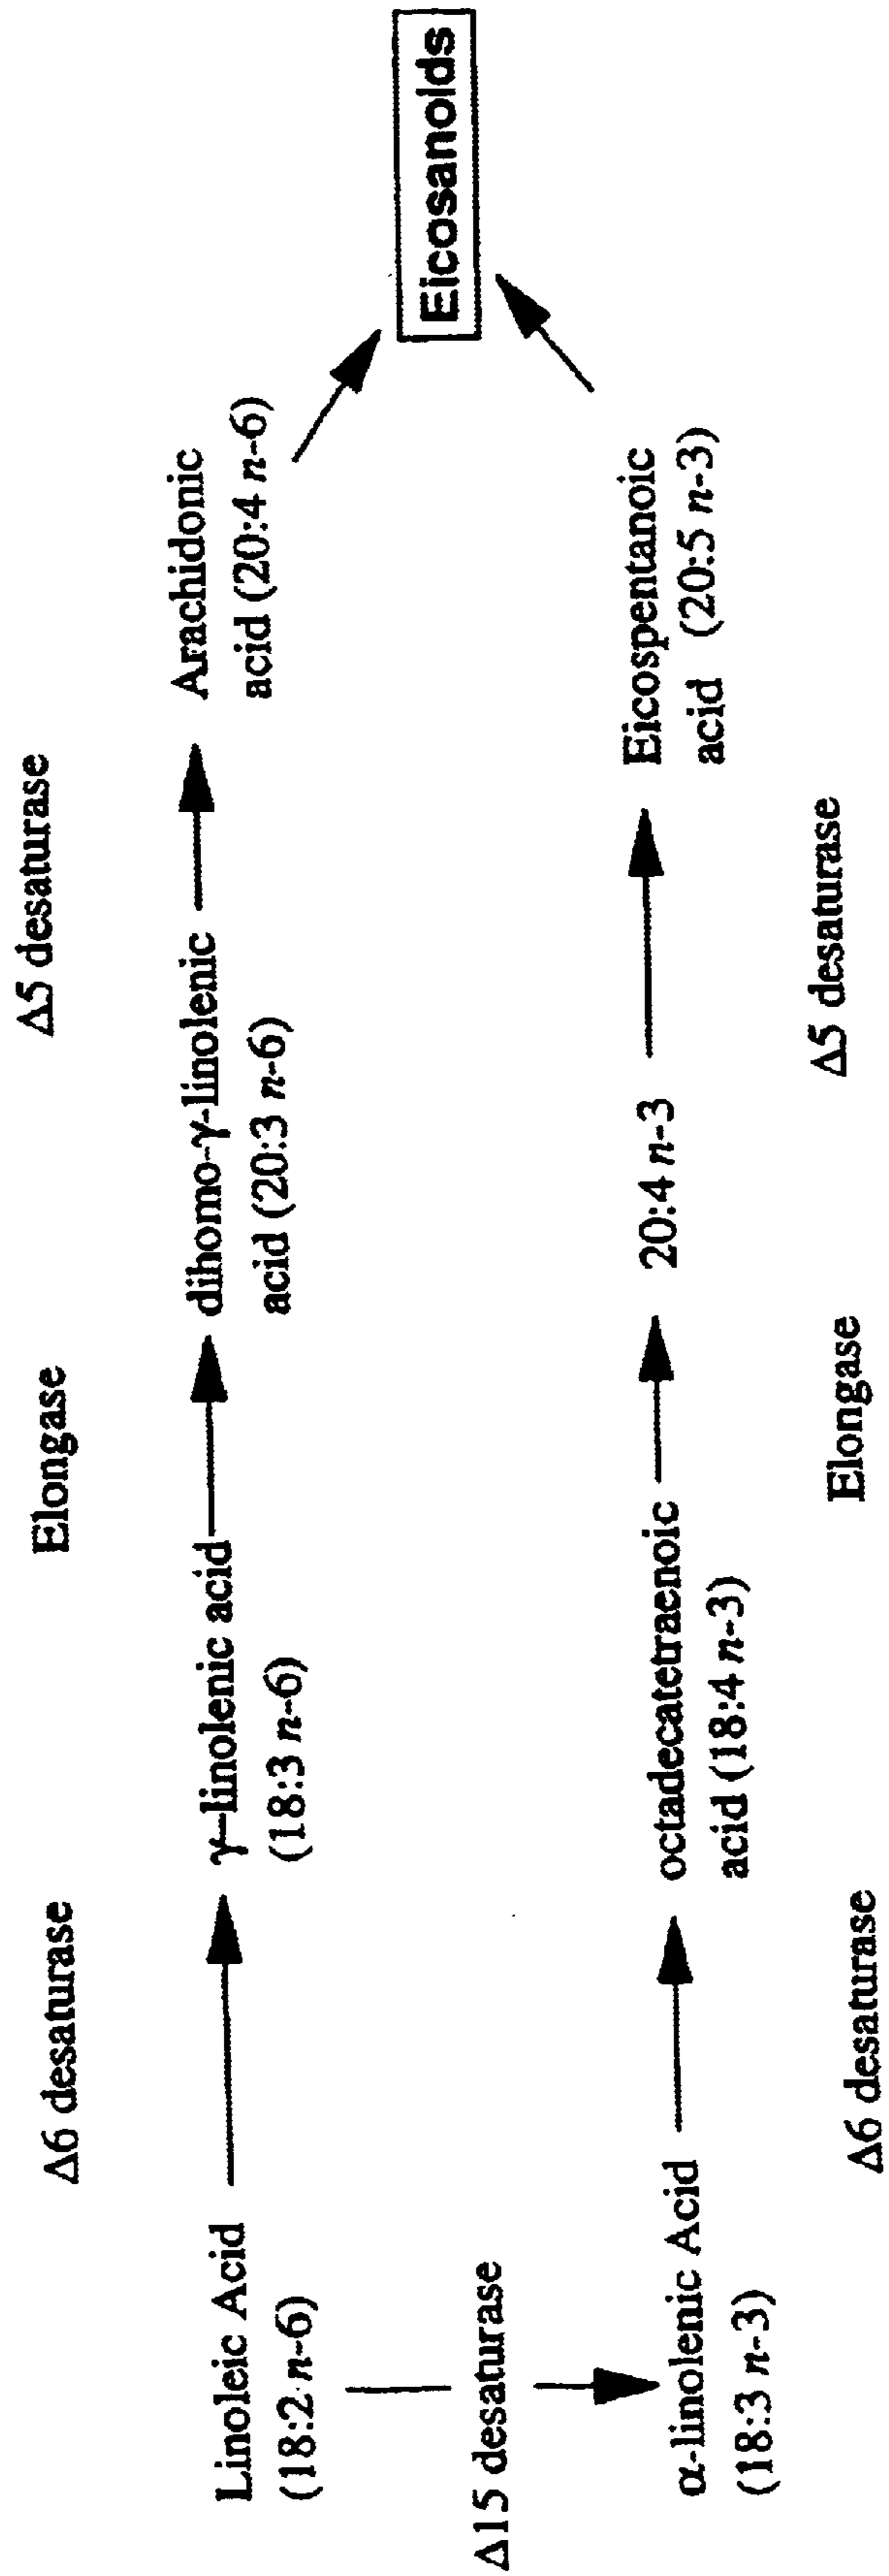 Δ6 desaturase
Elongase
Δ5 desaturase
Linoleic Acid
(18:2 n-6)
γ-linolenic acid
(18:3 n-6)
dihomo-γ-linolenic
acid (20:3 n-6)
Arachidonic
acid (20:4 n-6)
Δ15 desaturase
Eicosanoids
α-linolenic Acid
(18:3 n-3)
octadecatetraenoic
acid (18:4 n-3)
20:4 n-3
Eicospentanoic
acid (20:5 n-3)
Δ6 desaturase
Elongase
Δ5 desaturase